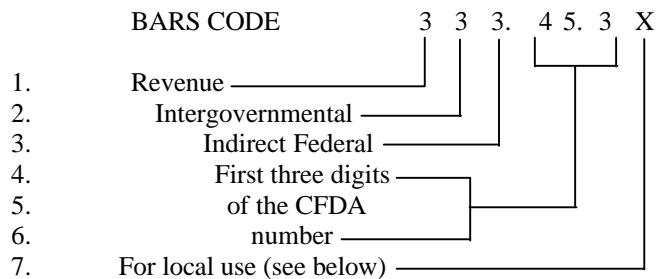 BARS CODE 3 3 3. 4 5. 3 X
1. Revenue
2. Intergovernmental
3. Indirect Federal
4. First three digits
5. of the CFDA
6. number
7. For local use (see below)